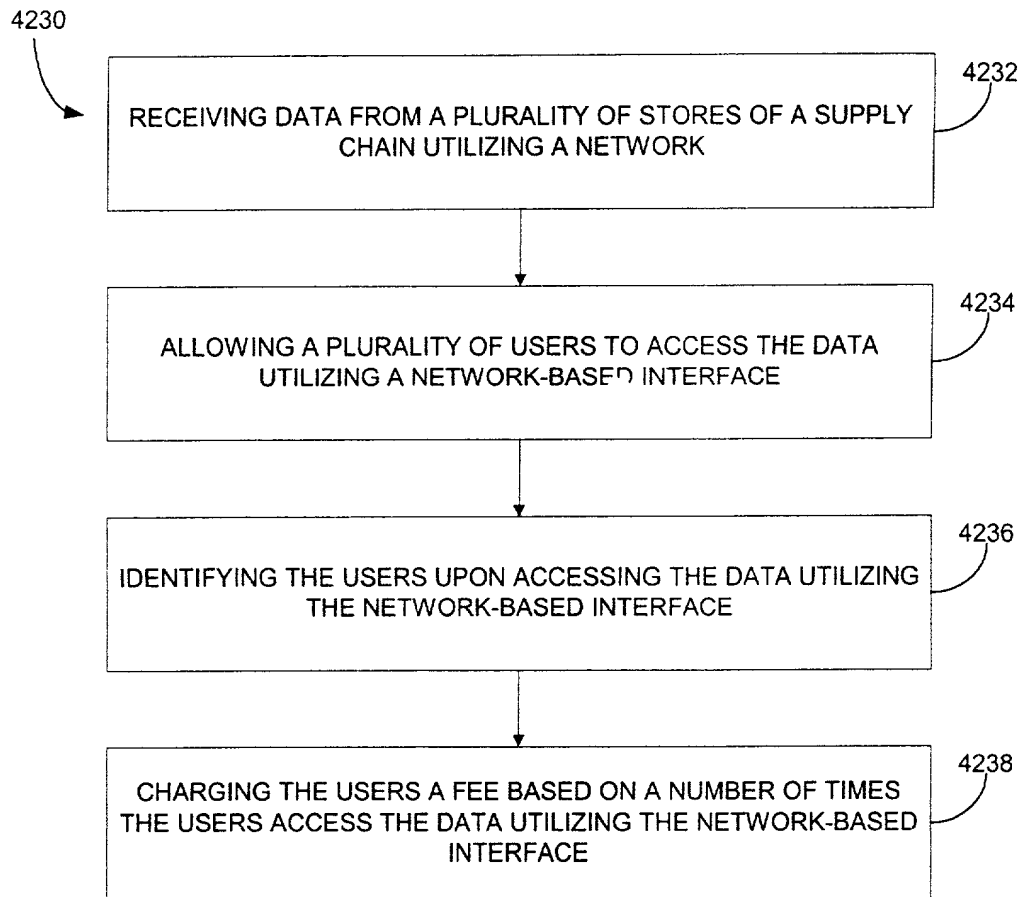 4230
4232
RECEIVING DATA FROM A PLURALITY OF STORES OF A SUPPLY
CHAIN UTILIZING A NETWORK
4234
ALLOWING A PLURALITY OF USERS TO ACCESS THE DATA
UTILIZING A NETWORK-BASED INTERFACE
4236
IDENTIFYING THE USERS UPON ACCESSING THE DATA UTILIZING
THE NETWORK-BASED INTERFACE
4238
CHARGING THE USERS A FEE BASED ON A NUMBER OF TIMES
THE USERS ACCESS THE DATA UTILIZING THE NETWORK-BASED
INTERFACE